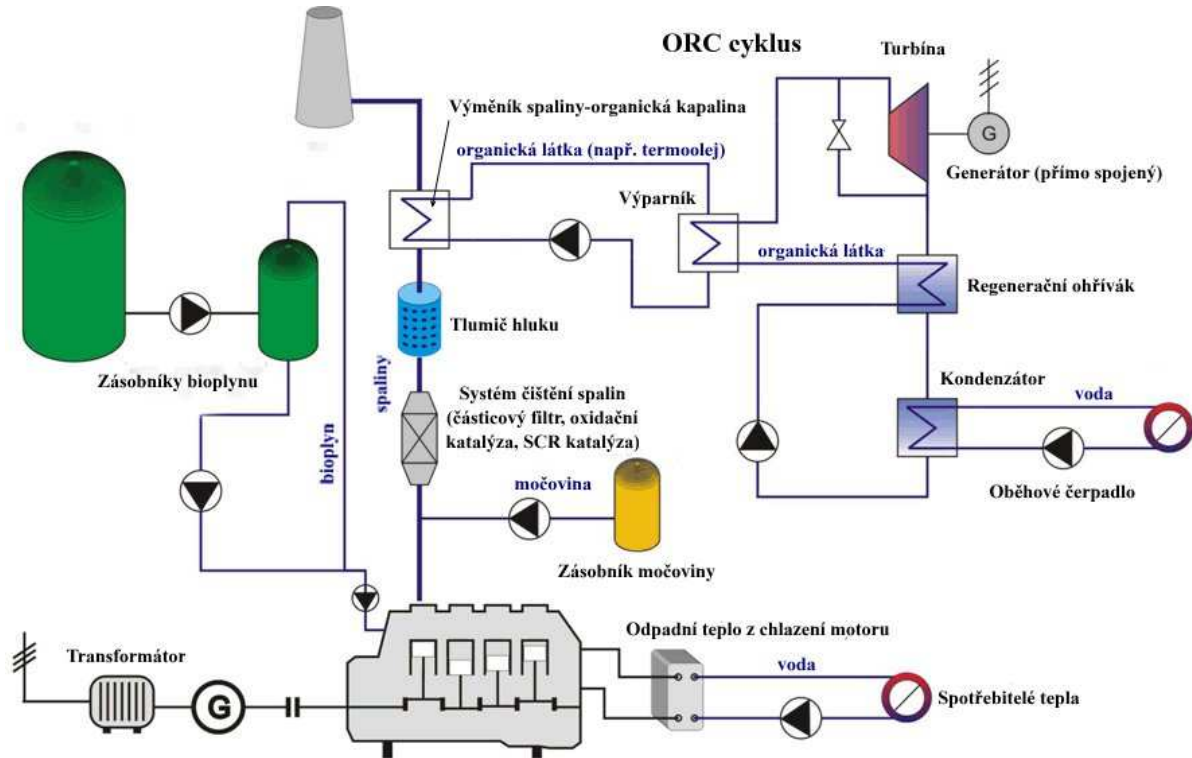 ORC cyklus
Turbína
Výměník spaliny-organická kapalina
organická látka (např. termoolej)
G
Generátor (přímo spojený)
Výparník
organická látka
Regenerační ohřívák
Tlumič hluku
Zásobníky bioplynu
spaliny
Kondenzátor
voda
Systém čištění spalin
(částicový filtr, oxidační
katalýza, SCR katalýza)
bioplyn
močovina
Oběhové čerpadlo
Zásobník močoviny
Odpadní teplo z chlazení motoru
Transformátor
voda
G
Spotřebitelé tepla